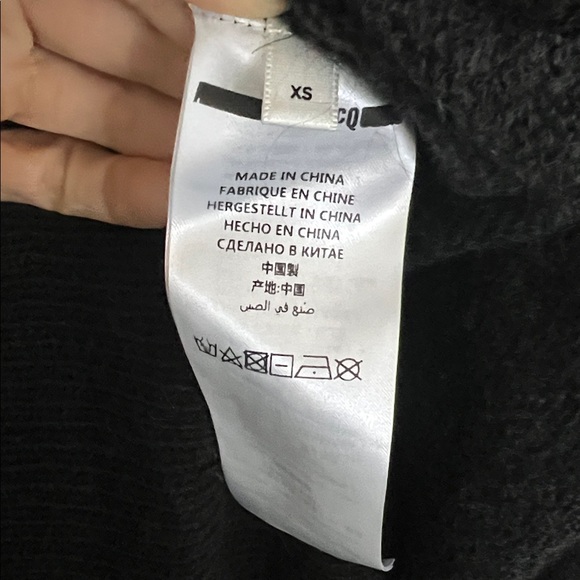 XS
CQ
MADE IN CHINA
FABRIQUE EN CHINE
HERGESTELLT IN CHINA
HECHO EN CHINA
СДЕЛАНО В КИТАЕ
中国製
产地:中国
صنع في الصين